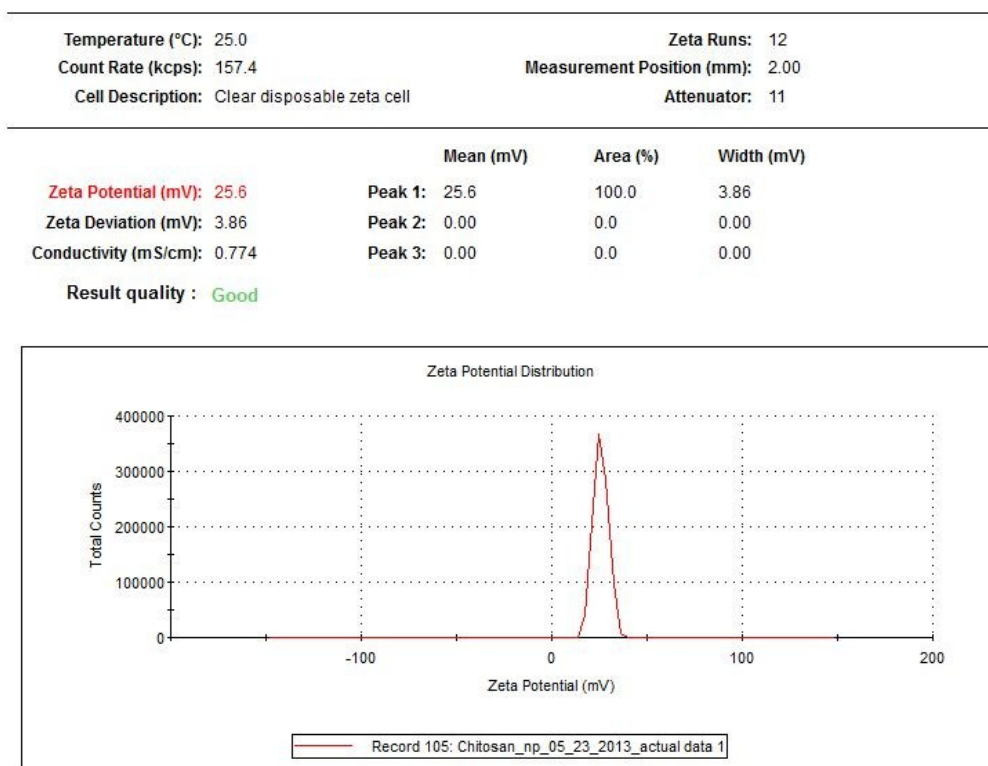 Temperature (°C): 25.0 Zeta Runs: 12
Count Rate (kcps): 157.4 Measurement Position (mm): 2.00
Cell Description: Clear disposable zeta cell Attenuator: 11
Mean (mV) Area (%) Width (mV)
Zeta Potential (mV): 25.6 Peak 1: 25.6 100.0 3.86
Zeta Deviation (mV): 3.86 Peak 2: 0.00 0.0 0.00
Conductivity (mS/cm): 0.774 Peak 3: 0.00 0.0 0.00
Result quality : Good
Zeta Potential Distribution
400000
300000
200000
100000
0
Total Counts
-100 0 100 200
Zeta Potential (mV)
Record 105: Chitosan_np_05_23_2013_actual data 1